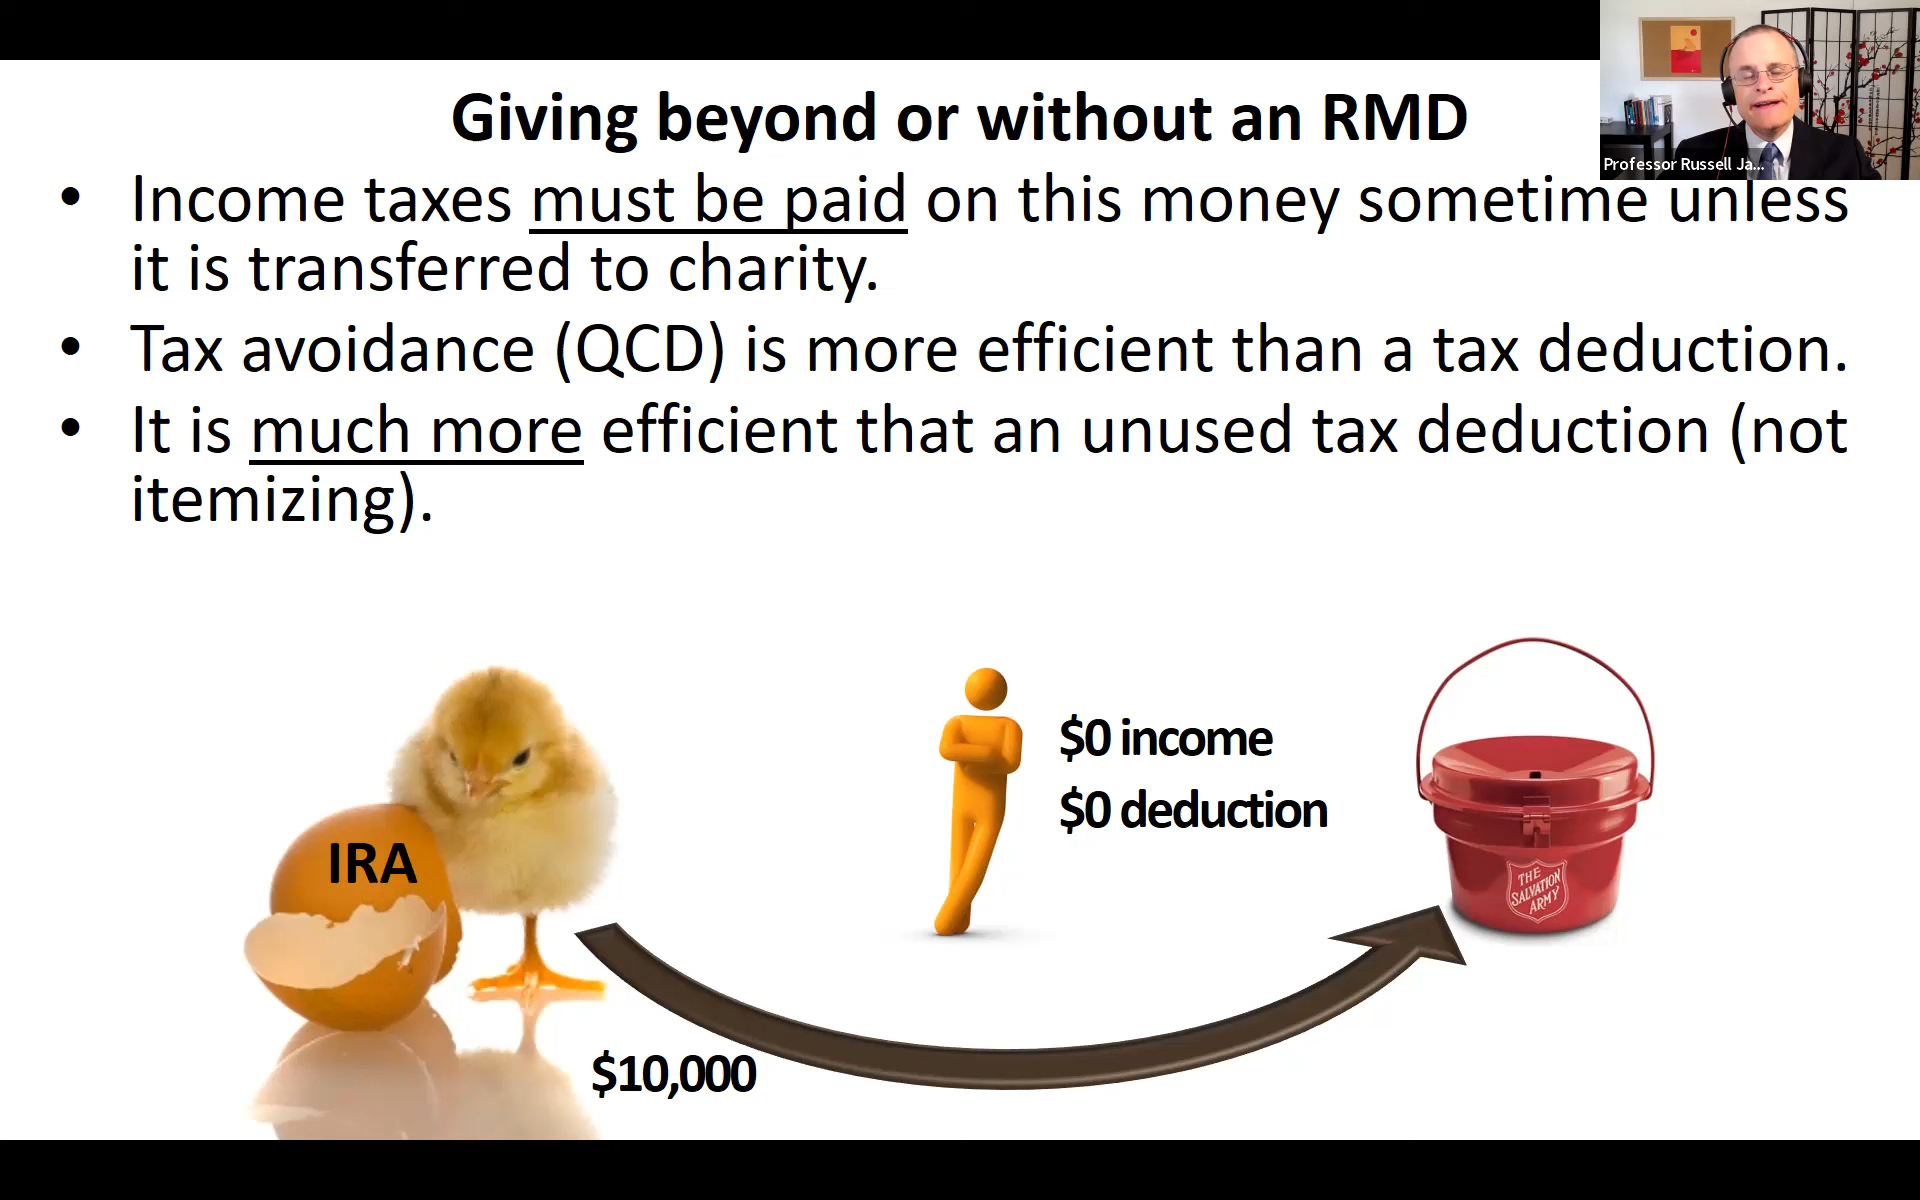 Giving beyond or without an RMD
Professor Russell Ja...
• Income taxes must be paid on this money sometime unless
it is transferred to charity.
• Tax avoidance (QCD) is more efficient than a tax deduction.
• It is much more efficient that an unused tax deduction (not
itemizing).
$0 income
$0 deduction
IRA
THE
SALVATION
ARMY
$10,000